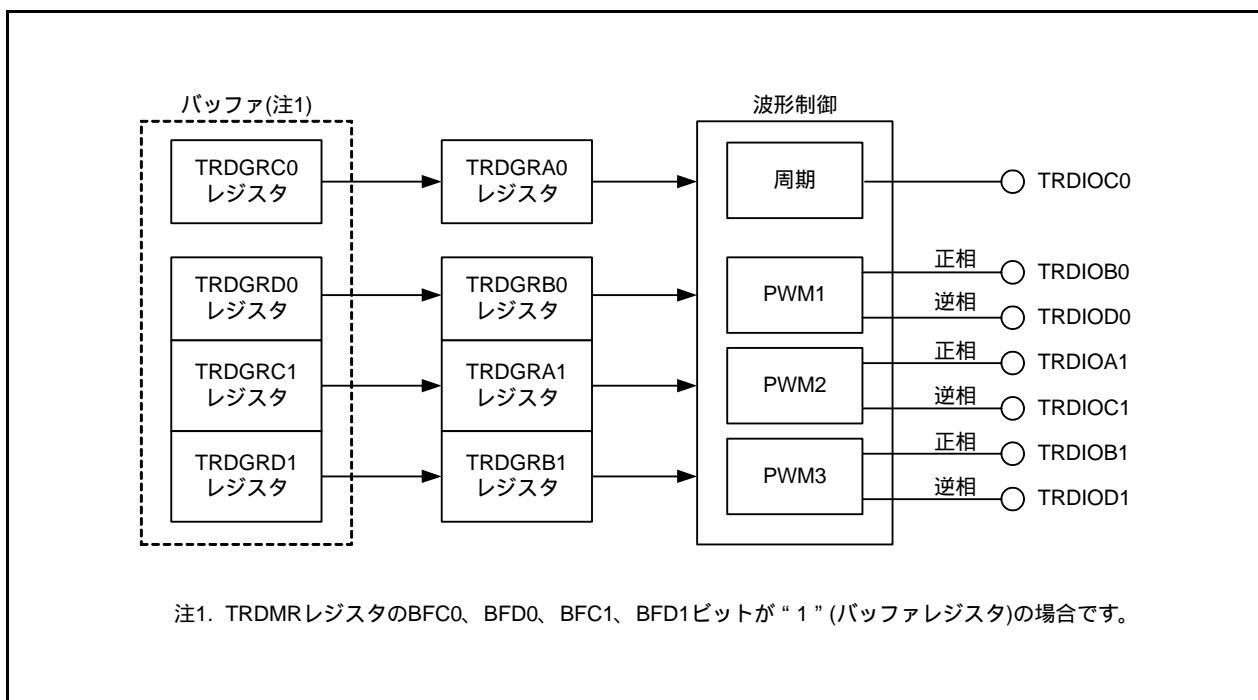 バッファ(注1)
波形制御
TRDGRC0
レジスタ
TRDGRA0
レジスタ
周期
TRDIOC0
TRDGRD0
レジスタ
TRDGRB0
レジスタ
PWM1
正相
TRDIOB0
逆相
TRDIOD0
TRDGRC1
レジスタ
TRDGRA1
レジスタ
PWM2
正相
TRDIOA1
逆相
TRDIOC1
TRDGRD1
レジスタ
TRDGRB1
レジスタ
PWM3
正相
TRDIOB1
逆相
TRDIOD1
注1. TRDMRレジスタのBFC0、BFD0、BFC1、BFD1ビットが“1”(バッファレジスタ)の場合です。